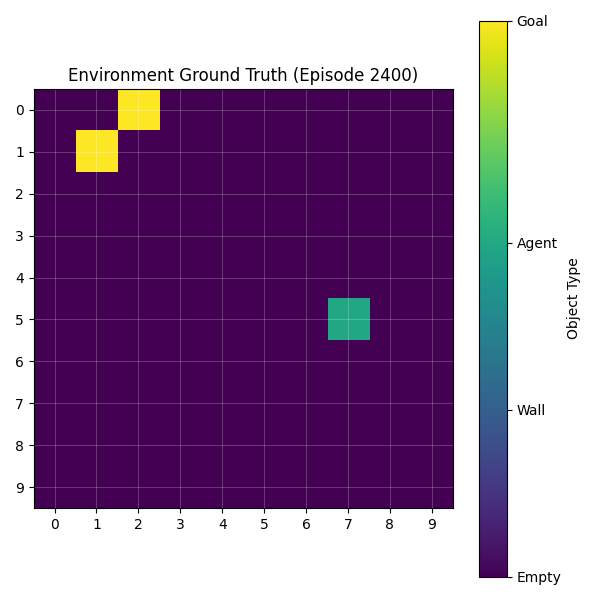 Environment Ground Truth (Episode 2400)
0
1
2
3
4
5
6
7
8
9
0 1 2 3 4 5 6 7 8 9
Goal
Agent
Wall
Empty
Object Type